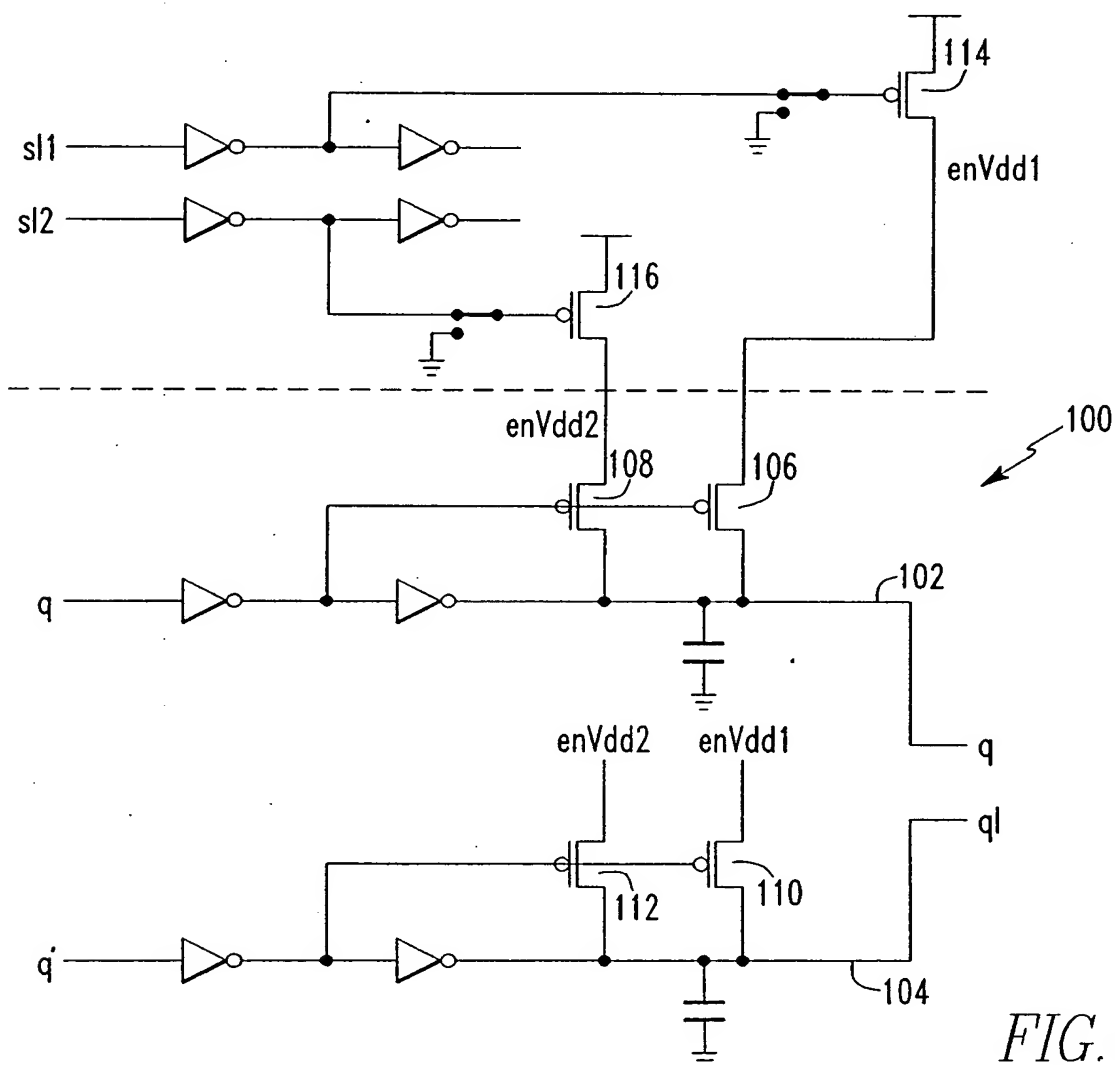 114
sl1
enVdd1
sl2
116
100
enVdd2
108
106
q
102
enVdd2
enVdd1
q
ql
112
110
q'
104
FIG.